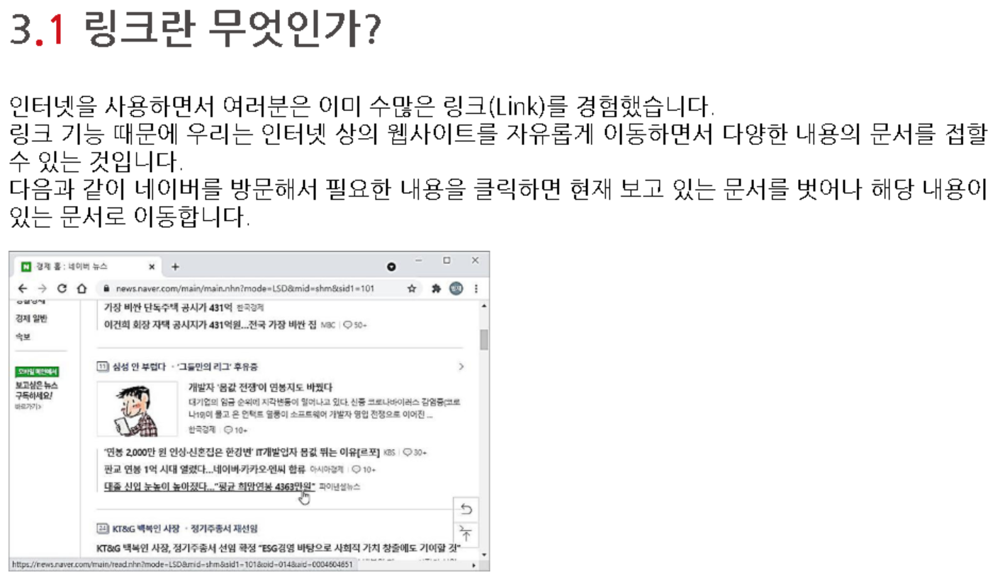 3.1 링크란 무엇인가?
인터넷을 사용하면서 여러분은 이미 수많은 링크(Link)를 경험했습니다.
링크 기능 때문에 우리는 인터넷 상의 웹사이트를 자유롭게 이동하면서 다양한 내용의 문서를 접할
수 있는 것입니다.
다음과 같이 네이버를 방문해서 필요한 내용을 클릭하면 현재 보고 있는 문서를 벗어나 해당 내용이
있는 문서로 이동합니다.
경제 홈 : 네이버 뉴스
news.naver.com/main/main.nhn?mode=LSD&mid=shm&sid1=101
경제 일반
속보
모바일 메인에서
보고싶은 뉴스
구독하세요!
바로가기>
가장 비싼 단독주택 공시가 431억 한국경제
이건희 회장 자택 공시지가 431억원...전국 가장 비싼 집 MBC 50+
11 삼성 안 부럽다 · '그들만의 리그' 후유증
개발자 '몸값 전쟁'이 연봉지도 바꿨다
대기업의 임금 순위에 지각변동이 일어나고 있다. 신종 코로나바이러스 감염증(코로
나19)이 몰고 온 언택트 열풍이 소프트웨어 개발자 영입 전쟁으로 이어진 ...
한국경제 10+
'연봉 2,000만 원 인상·신혼집은 한강변' IT개발업자 몸값 뛰는 이유[르포] KBS 30+
판교 연봉 1억 시대 열렸다...네이버·카카오·엔씨 합류 아시아경제 10+
대졸 신입 눈높이 높아졌다..."평균 희망연봉 4363만원" 파이낸셜뉴스
KT&G 백복인 사장 · 정기주총서 재선임
KT&G 백복인 사장, 정기주총서 선임 확정 "ESG경영 바탕으로 사회적 가치 창출에도 기여할 것"
https://news.naver.com/main/read.nhn?mode=LSD&mid=shm&sid1=101&oid=014&aid=0004604651